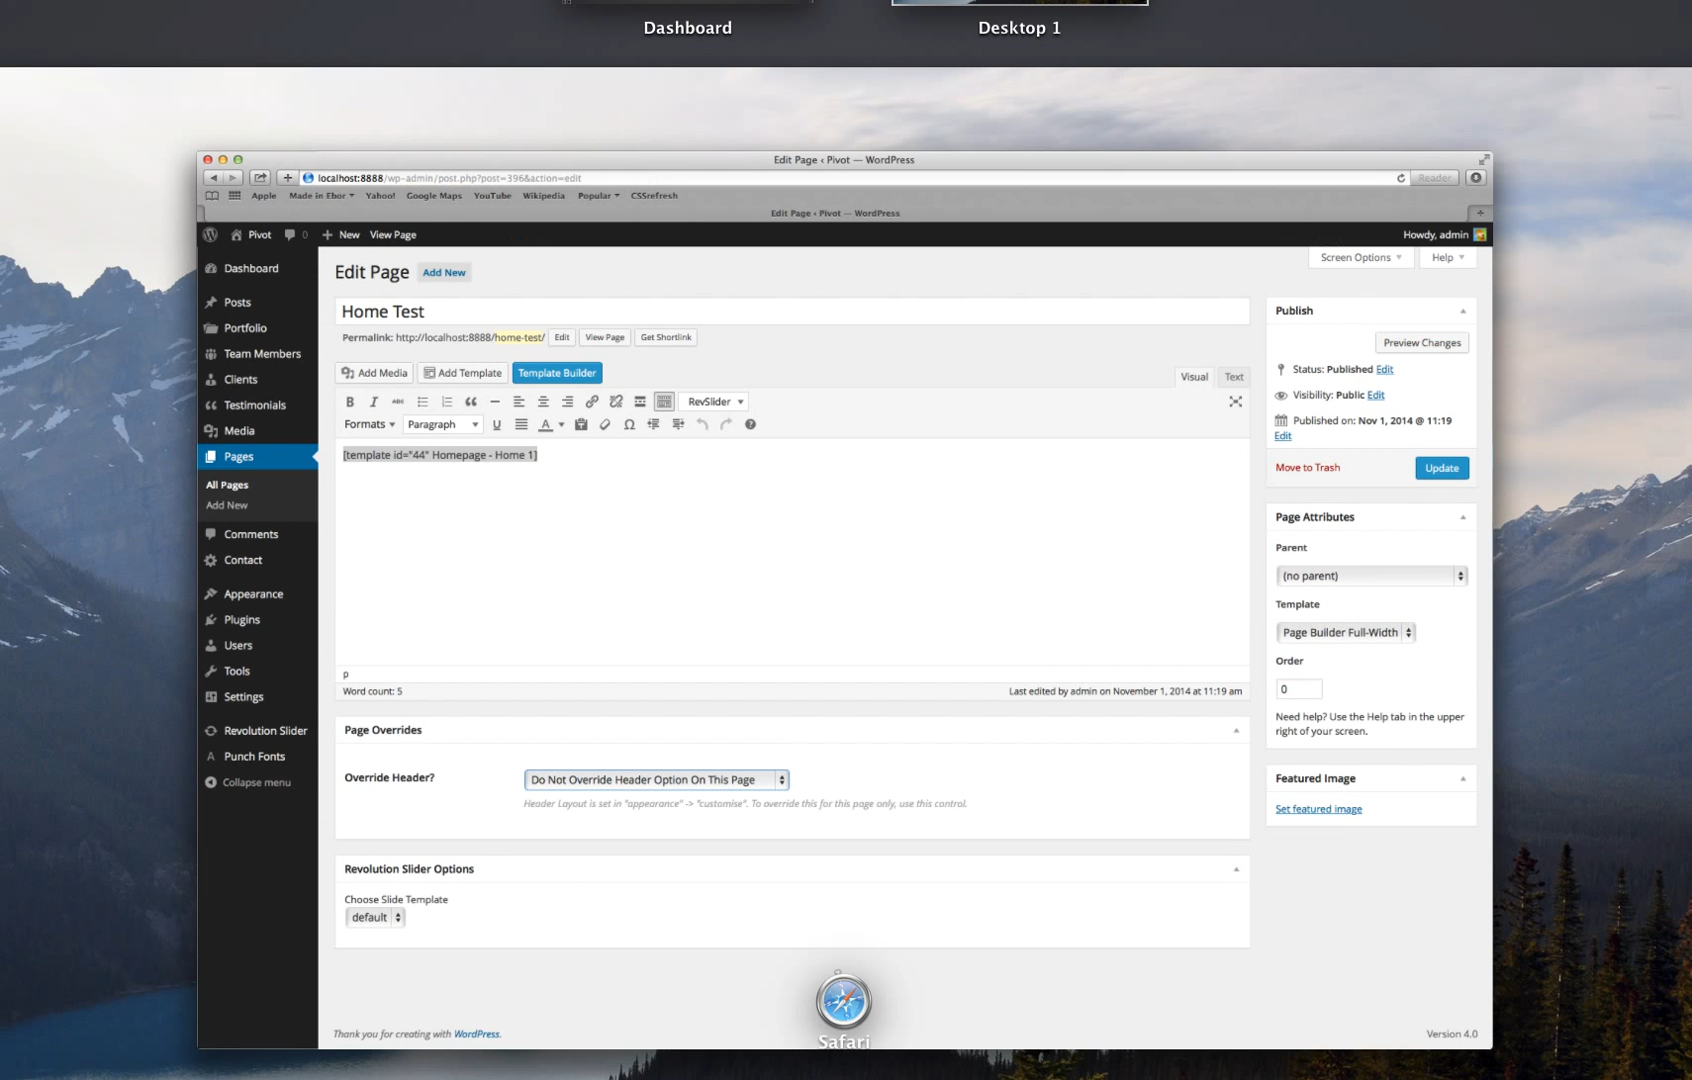 Dashboard
Desktop 1
Edit Page ‹ Pivot — WordPress
localhost:8888/wp-admin/post.php?post=396&action=edit
Reader
Apple Made in Ebor Yahoo! Google Maps YouTube Wikipedia Popular CSSrefresh
Edit Page ‹ Pivot — WordPress
Pivot 0 New View Page
Howdy, admin
Dashboard
Posts
Portfolio
Team Members
Clients
Testimonials
Media
Pages
All Pages
Add New
Comments
Contact
Appearance
Plugins
Users
Tools
Settings
Revolution Slider
Punch Fonts
Collapse menu
Screen Options Help
Edit Page Add New
Home Test
Permalink: http://localhost:8888/home-test/ Edit View Page Get Shortlink
Add Media Add Template Template Builder
Visual Text
B I ABC RevSlider
Formats Paragraph U A Ω
[template id="44" Homepage - Home 1]
p
Word count: 5
Last edited by admin on November 1, 2014 at 11:19 am
Page Overrides
Override Header? Do Not Override Header Option On This Page
Header Layout is set in "appearance" -> "customise". To override this for this page only, use this control.
Revolution Slider Options
Choose Slide Template
default
Publish
Preview Changes
Status: Published Edit
Visibility: Public Edit
Published on: Nov 1, 2014 @ 11:19
Edit
Move to Trash Update
Page Attributes
Parent
(no parent)
Template
Page Builder Full-Width
Order
0
Need help? Use the Help tab in the upper
right of your screen.
Featured Image
Set featured image
Safari
Thank you for creating with WordPress.
Version 4.0